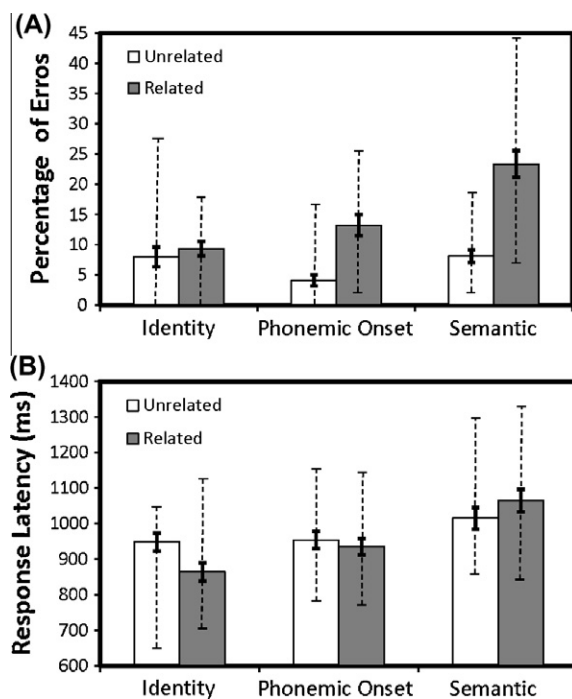 (A)
Percentage of Erros
45
40
35
30
25
20
15
10
5
0
Unrelated
Related
Identity Phonemic Onset Semantic
(B)
Response Latency (ms)
1400
1300
1200
1100
1000
900
800
700
600
Unrelated
Related
Identity Phonemic Onset Semantic